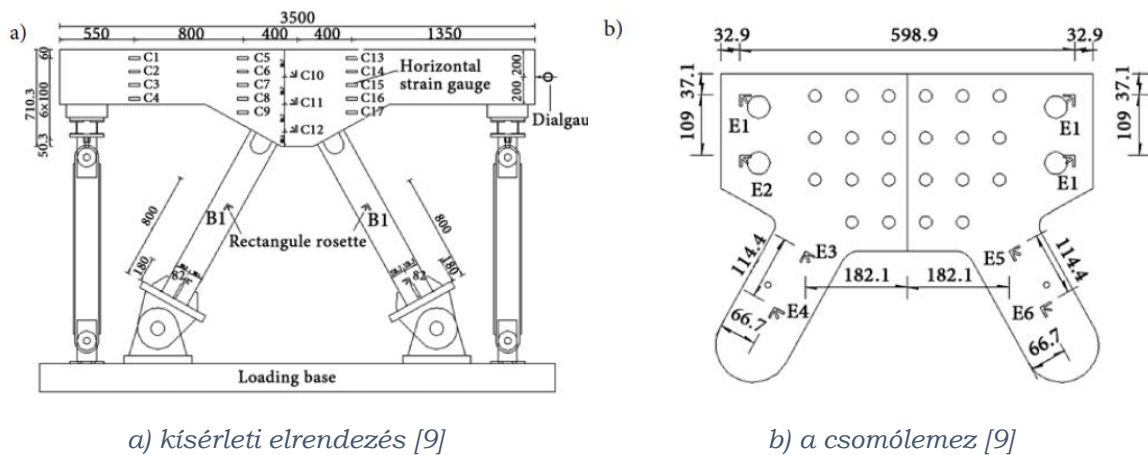 3500
a)
550
800
400
400
1350
60
C1
C2
C3
C4
C5
C6
C7
C8
C9
C10
C11
C12
C13
C14
C15
C16
C17
Horizontal
strain gauge
200
200
Dialgau
710.3
6x100
50.3
800
180
B1
Rectangule rosette
B1
800
180
82
82
Loading base
b)
32.9
598.9
32.9
37.1
109
37.1
109
E1
E2
E1
E1
E3
E4
E5
E6
114.4
182.1
182.1
114.4
66.7
66.7
a) kísérleti elrendezés [9]
b) a csomólemez [9]